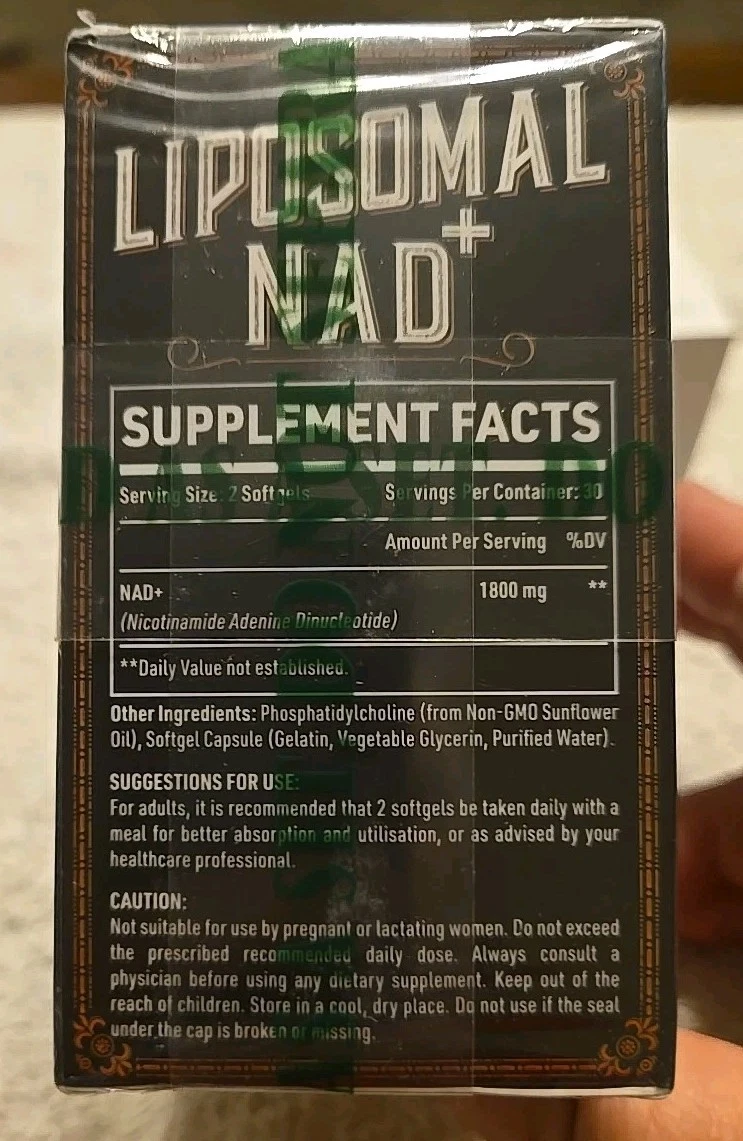 LIPOSOMAL
NAD+
SUPPLEMENT FACTS
Serving Size: 2 Softgels Servings Per Container: 30
Amount Per Serving %DV
NAD+ 1800 mg **
(Nicotinamide Adenine Dinucleotide)
**Daily Value not established.
Other Ingredients: Phosphatidylcholine (from Non-GMO Sunflower
Oil), Softgel Capsule (Gelatin, Vegetable Glycerin, Purified Water).
SUGGESTIONS FOR USE:
For adults, it is recommended that 2 softgels be taken daily with a
meal for better absorption and utilisation, or as advised by your
healthcare professional.
CAUTION:
Not suitable for use by pregnant or lactating women. Do not exceed
the prescribed recommended daily dose. Always consult a
physician before using any dietary supplement. Keep out of the
reach of children. Store in a cool, dry place. Do not use if the seal
under the cap is broken or missing.